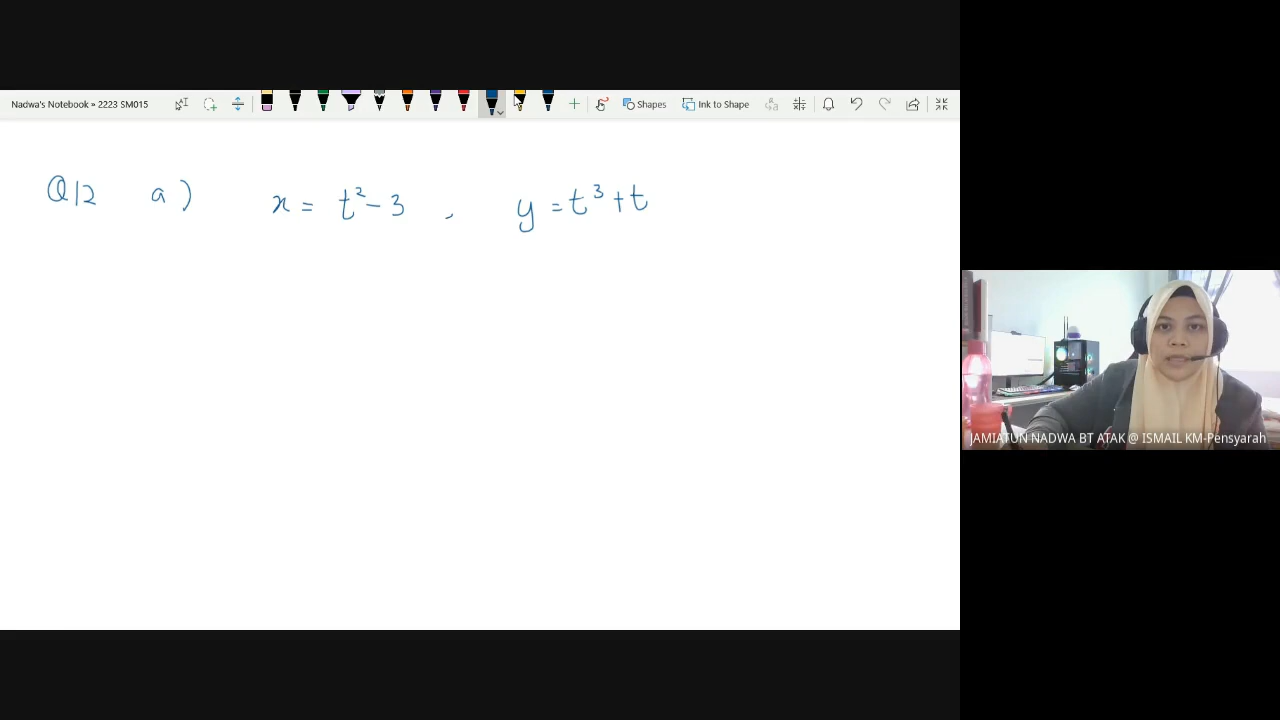 Nadwa's Notebook » 2223 SM015
Shapes
Ink to Shape
Q12 a) x = t²-3 , y = t³+t
JAMIATUN NADWA BT ATAK @ ISMAIL KM-Pensyarah